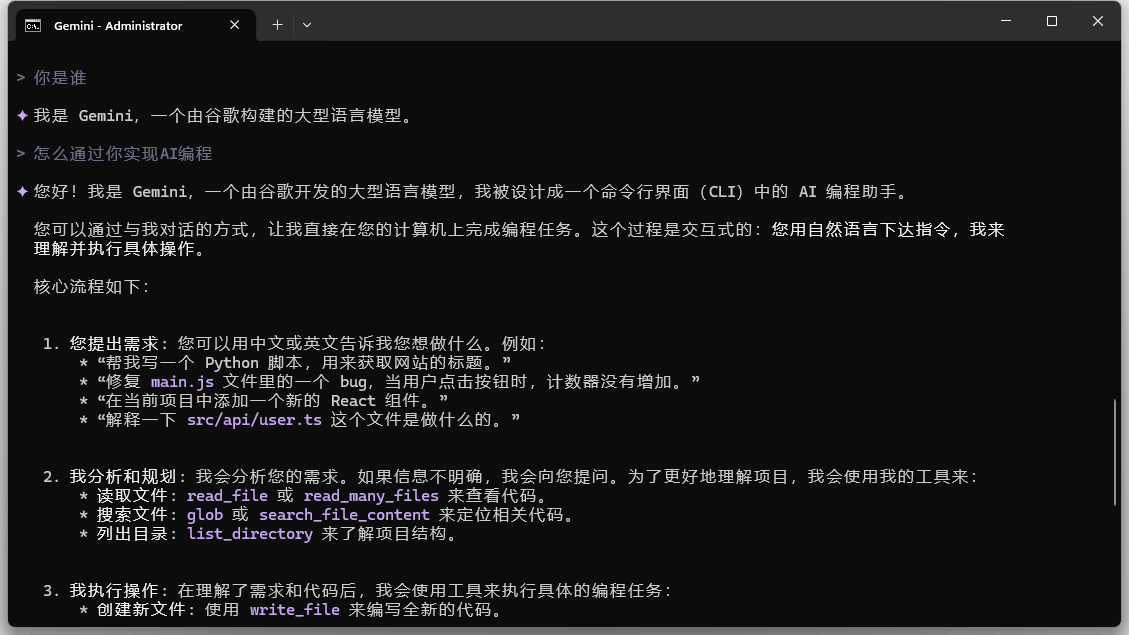 Gemini - Administrator
> 你是谁
✦ 我是 Gemini，一个由谷歌构建的大型语言模型。
> 怎么通过你实现AI编程
✦ 您好！我是 Gemini，一个由谷歌开发的大型语言模型，我被设计成一个命令行界面（CLI）中的 AI 编程助手。
您可以通过与我对话的方式，让我直接在您的计算机上完成编程任务。这个过程是交互式的：您用自然语言下达指令，我来
理解并执行具体操作。
核心流程如下：
1. 您提出需求：您可以用中文或英文告诉我您想做什么。例如：
* “帮我写一个 Python 脚本，用来获取网站的标题。”
* “修复 main.js 文件里的一个 bug，当用户点击按钮时，计数器没有增加。”
* “在当前项目中添加一个新的 React 组件。”
* “解释一下 src/api/user.ts 这个文件是做什么的。”
2. 我分析和规划：我会分析您的需求。如果信息不明确，我会向您提问。为了更好地理解项目，我会使用我的工具来：
* 读取文件：read_file 或 read_many_files 来查看代码。
* 搜索文件：glob 或 search_file_content 来定位相关代码。
* 列出目录：list_directory 来了解项目结构。
3. 我执行操作：在理解了需求和代码后，我会使用工具来执行具体的编程任务：
* 创建新文件：使用 write_file 来编写全新的代码。